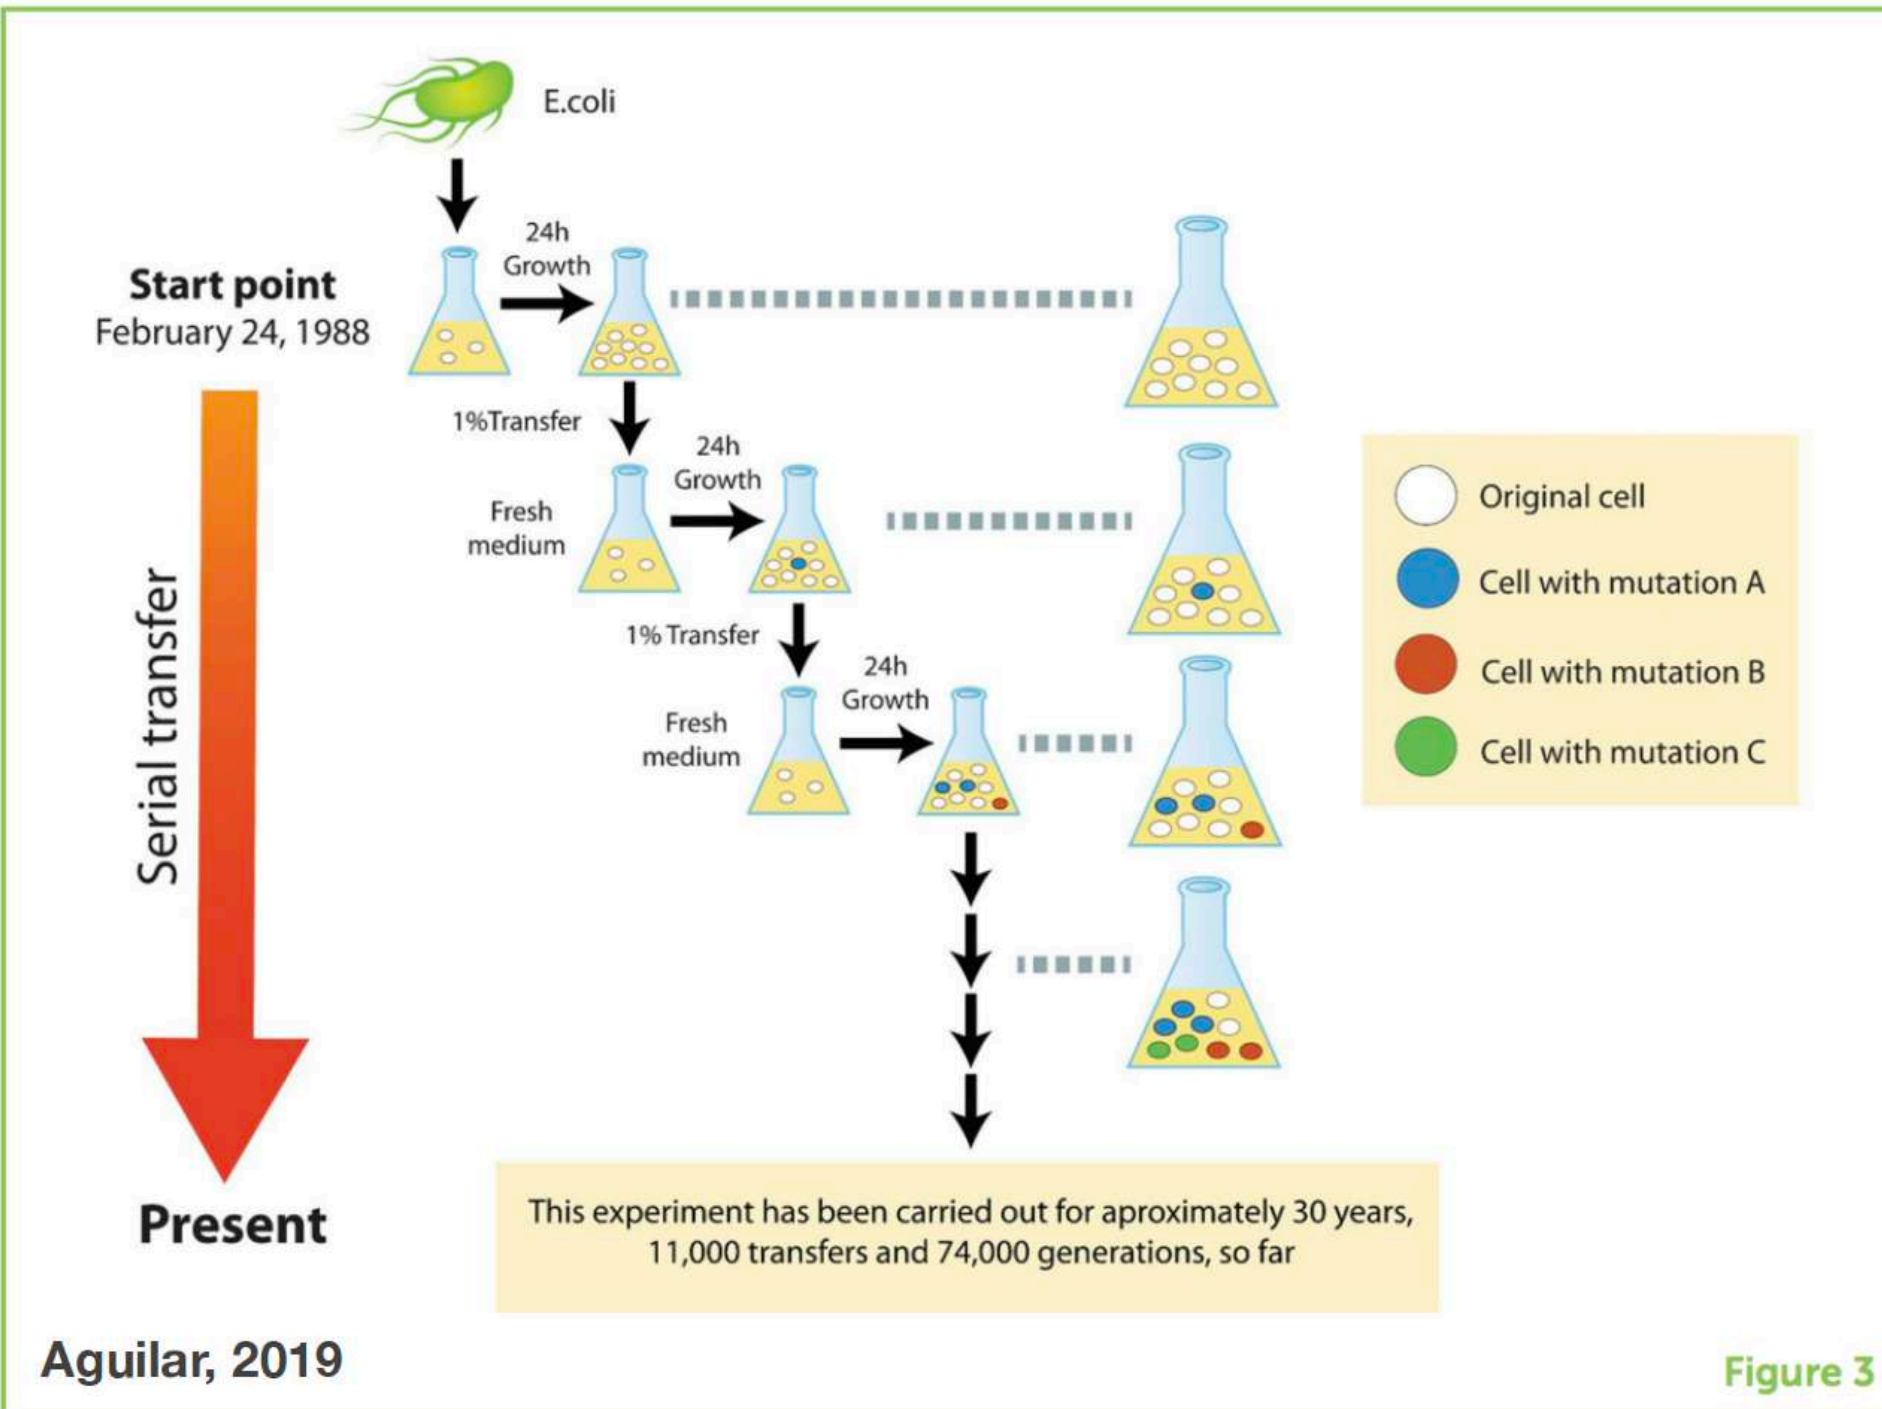 E.coli
24h
Growth
Start point
February 24, 1988
1%Transfer
24h
Growth
Fresh
medium
Original cell
Cell with mutation A
Cell with mutation B
Cell with mutation C
1% Transfer
24h
Growth
Fresh
medium
Serial transfer
Present
This experiment has been carried out for aproximately 30 years,
11,000 transfers and 74,000 generations, so far
Aguilar, 2019
Figure 3